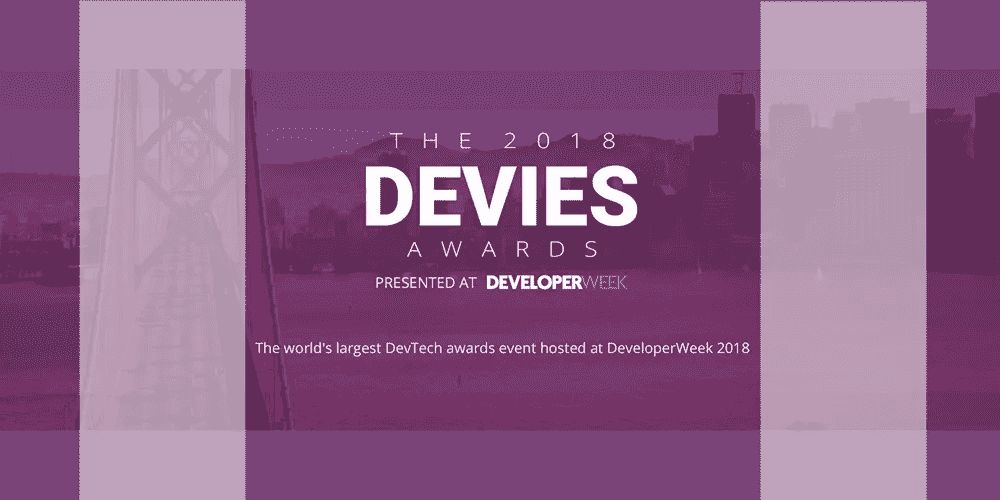 THE 2018
DEVIES
AWARDS
PRESENTED AT DEVELOPERWEEK
The world's largest DevTech awards event hosted at DeveloperWeek 2018